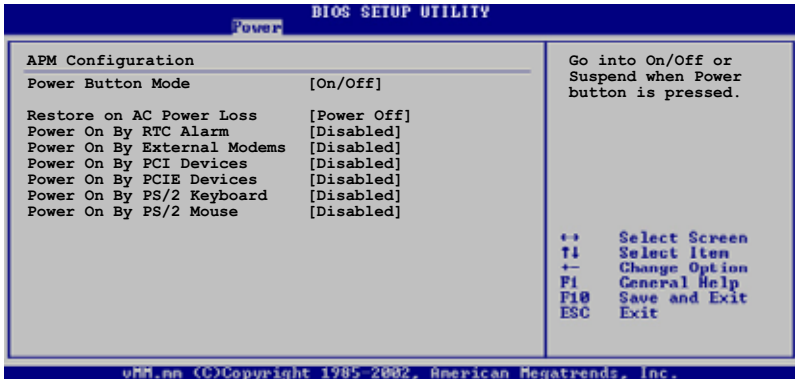 BIOS SETUP UTILITY
Power
APM Configuration
Power Button Mode [On/Off]
Restore on AC Power Loss [Power Off]
Power On By RTC Alarm [Disabled]
Power On By External Modems [Disabled]
Power On By PCI Devices [Disabled]
Power On By PCIE Devices [Disabled]
Power On By PS/2 Keyboard [Disabled]
Power On By PS/2 Mouse [Disabled]
Go into On/Off or
Suspend when Power
button is pressed.
↔ Select Screen
↑↓ Select Item
+- Change Option
F1 General Help
F10 Save and Exit
ESC Exit
vMM.mm (C)Copyright 1985-2002, American Megatrends, Inc.